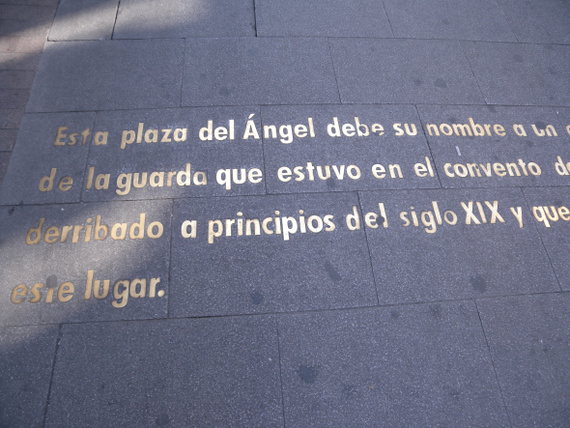 Esta plaza del Ángel debe su nombre a un
de la guarda que estuvo en el convento
derribado a principios del siglo XIX y que
este lugar.